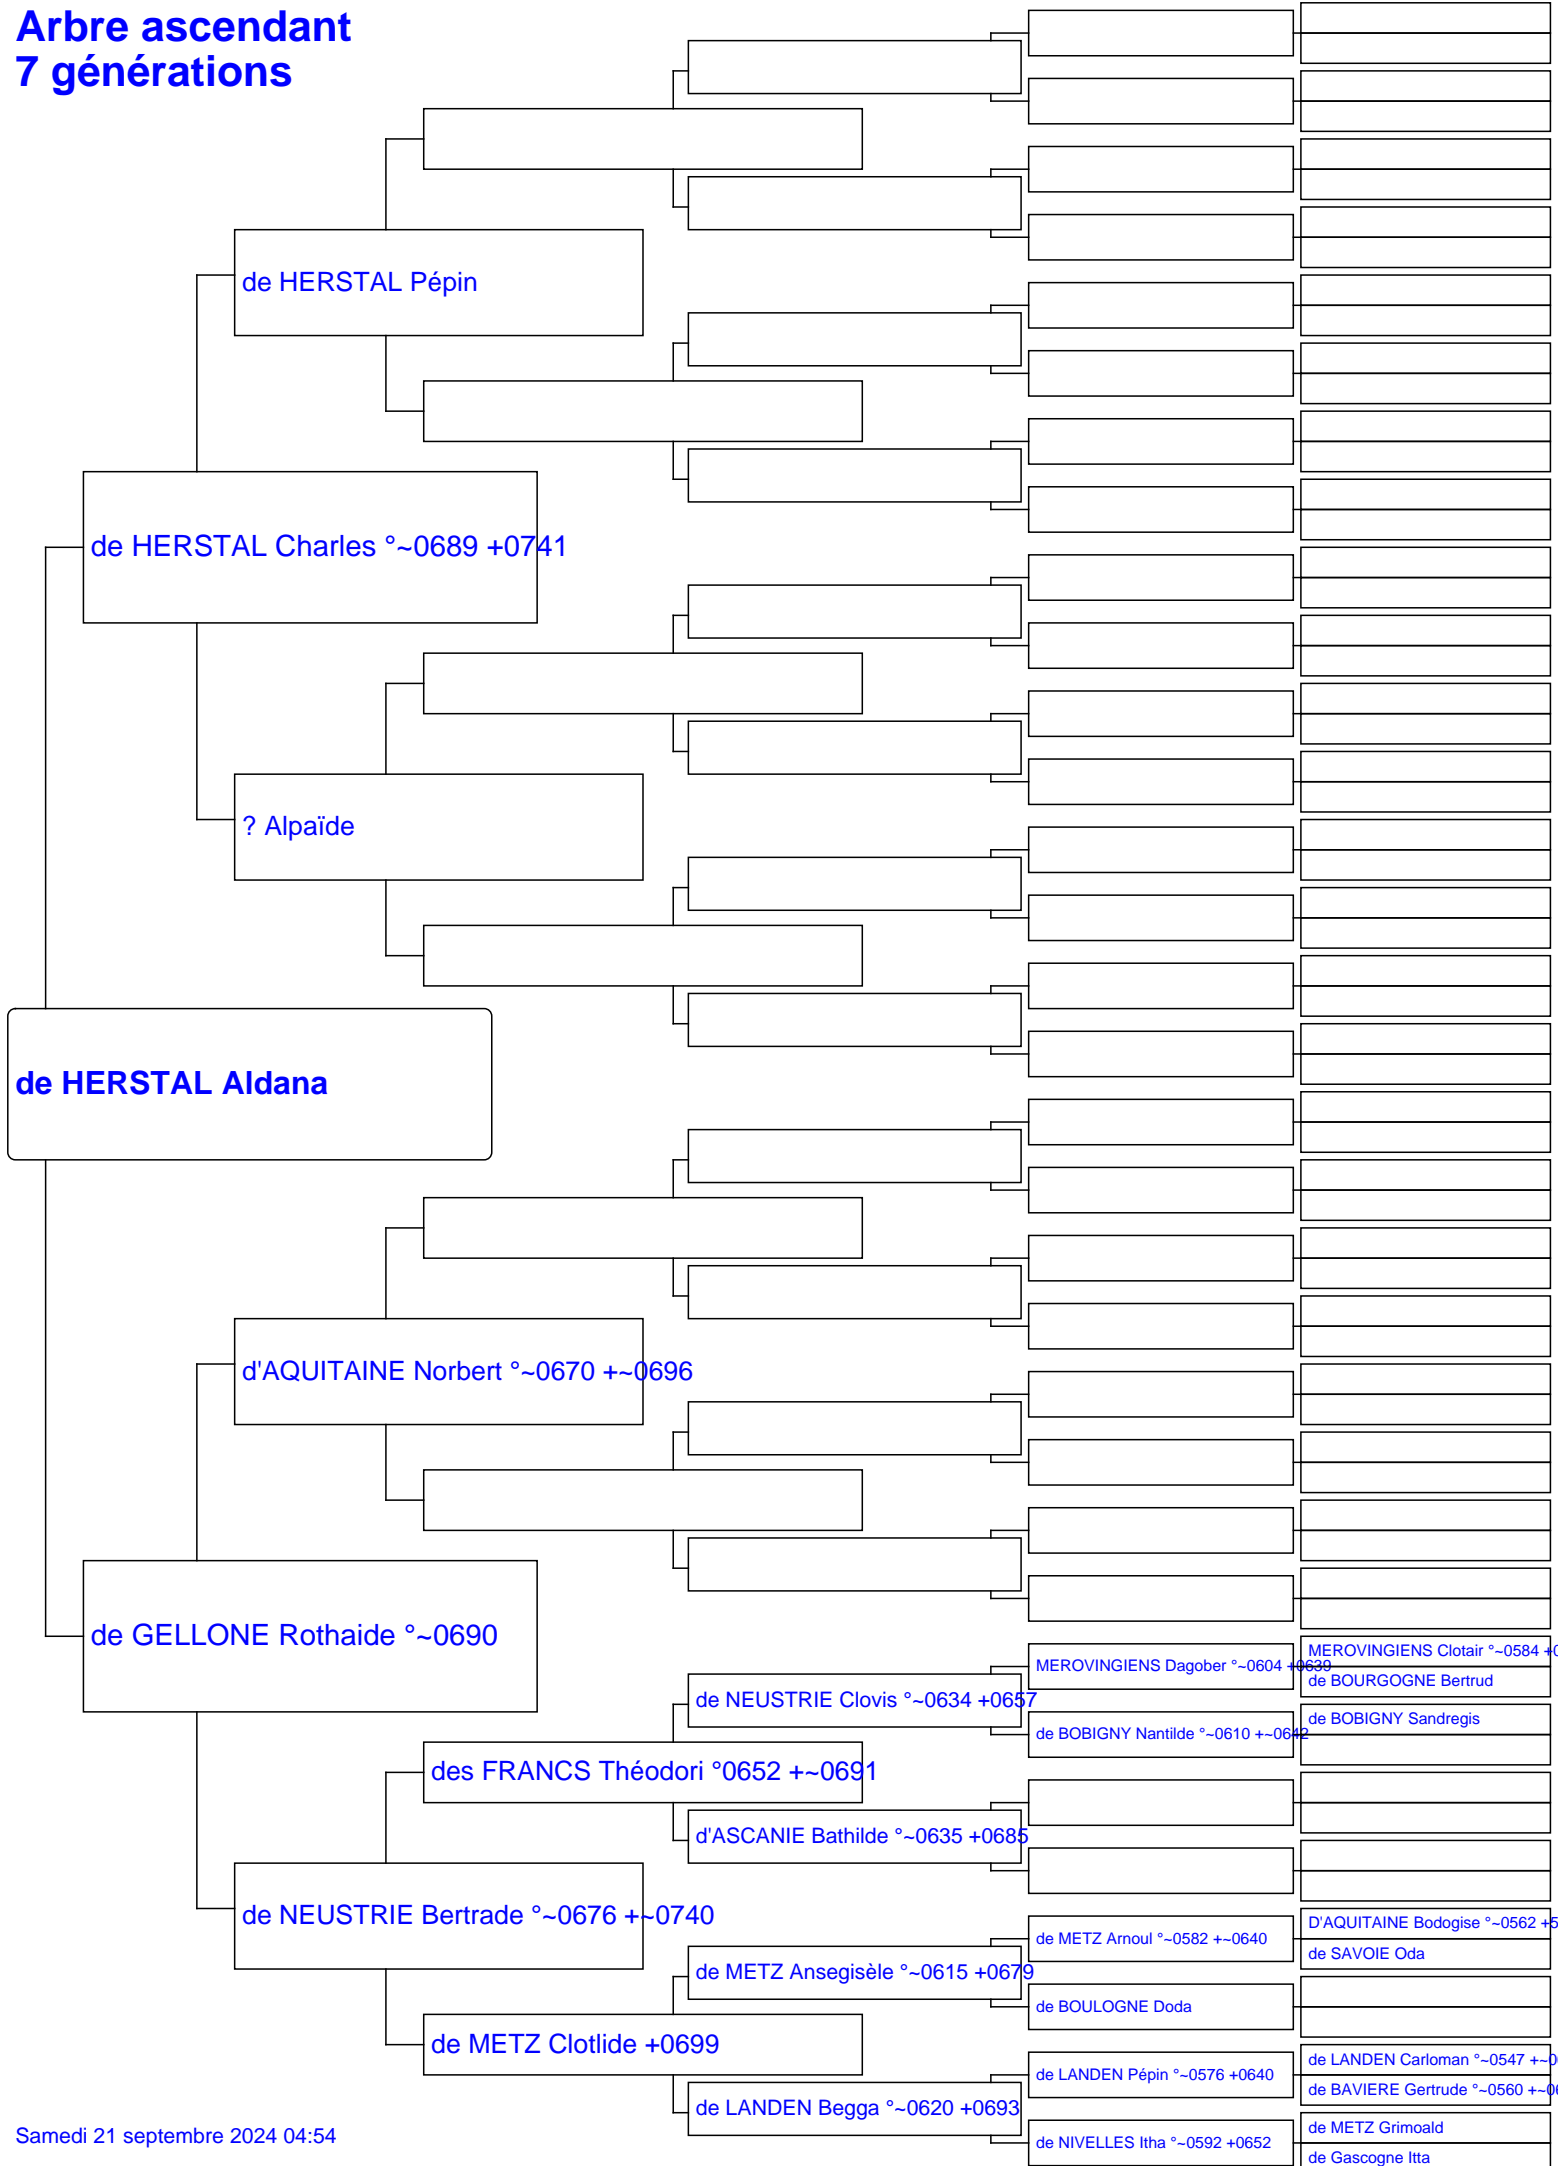 Arbre ascendant
7 générations
de HERSTAL Pépin
de HERSTAL Charles °~0689 +0741
? Alpaïde
de HERSTAL Aldana
d'AQUITAINE Norbert °~0670 +~0696
de GELLONE Rothaide °~0690
MEROVINGIENS Clotair °~0584 +0
MEROVINGIENS Dagober °~0604 +0639
de BOURGOGNE Bertrud
de NEUSTRIE Clovis °~0634 +0657
de BOBIGNY Sandregis
de BOBIGNY Nantilde °~0610 +~0642
des FRANCS Théodori °0652 +~0691
d'ASCANIE Bathilde °~0635 +0685
de NEUSTRIE Bertrade °~0676 +~0740
D'AQUITAINE Bodogise °~0562 +5
de METZ Arnoul °~0582 +~0640
de SAVOIE Oda
de METZ Ansegisèle °~0615 +0679
de BOULOGNE Doda
de METZ Clotlide +0699
de LANDEN Carloman °~0547 +~0
de LANDEN Pépin °~0576 +0640
de BAVIERE Gertrude °~0560 +~06
de LANDEN Begga °~0620 +0693
de METZ Grimoald
de NIVELLES Itha °~0592 +0652
de Gascogne Itta
Samedi 21 septembre 2024 04:54